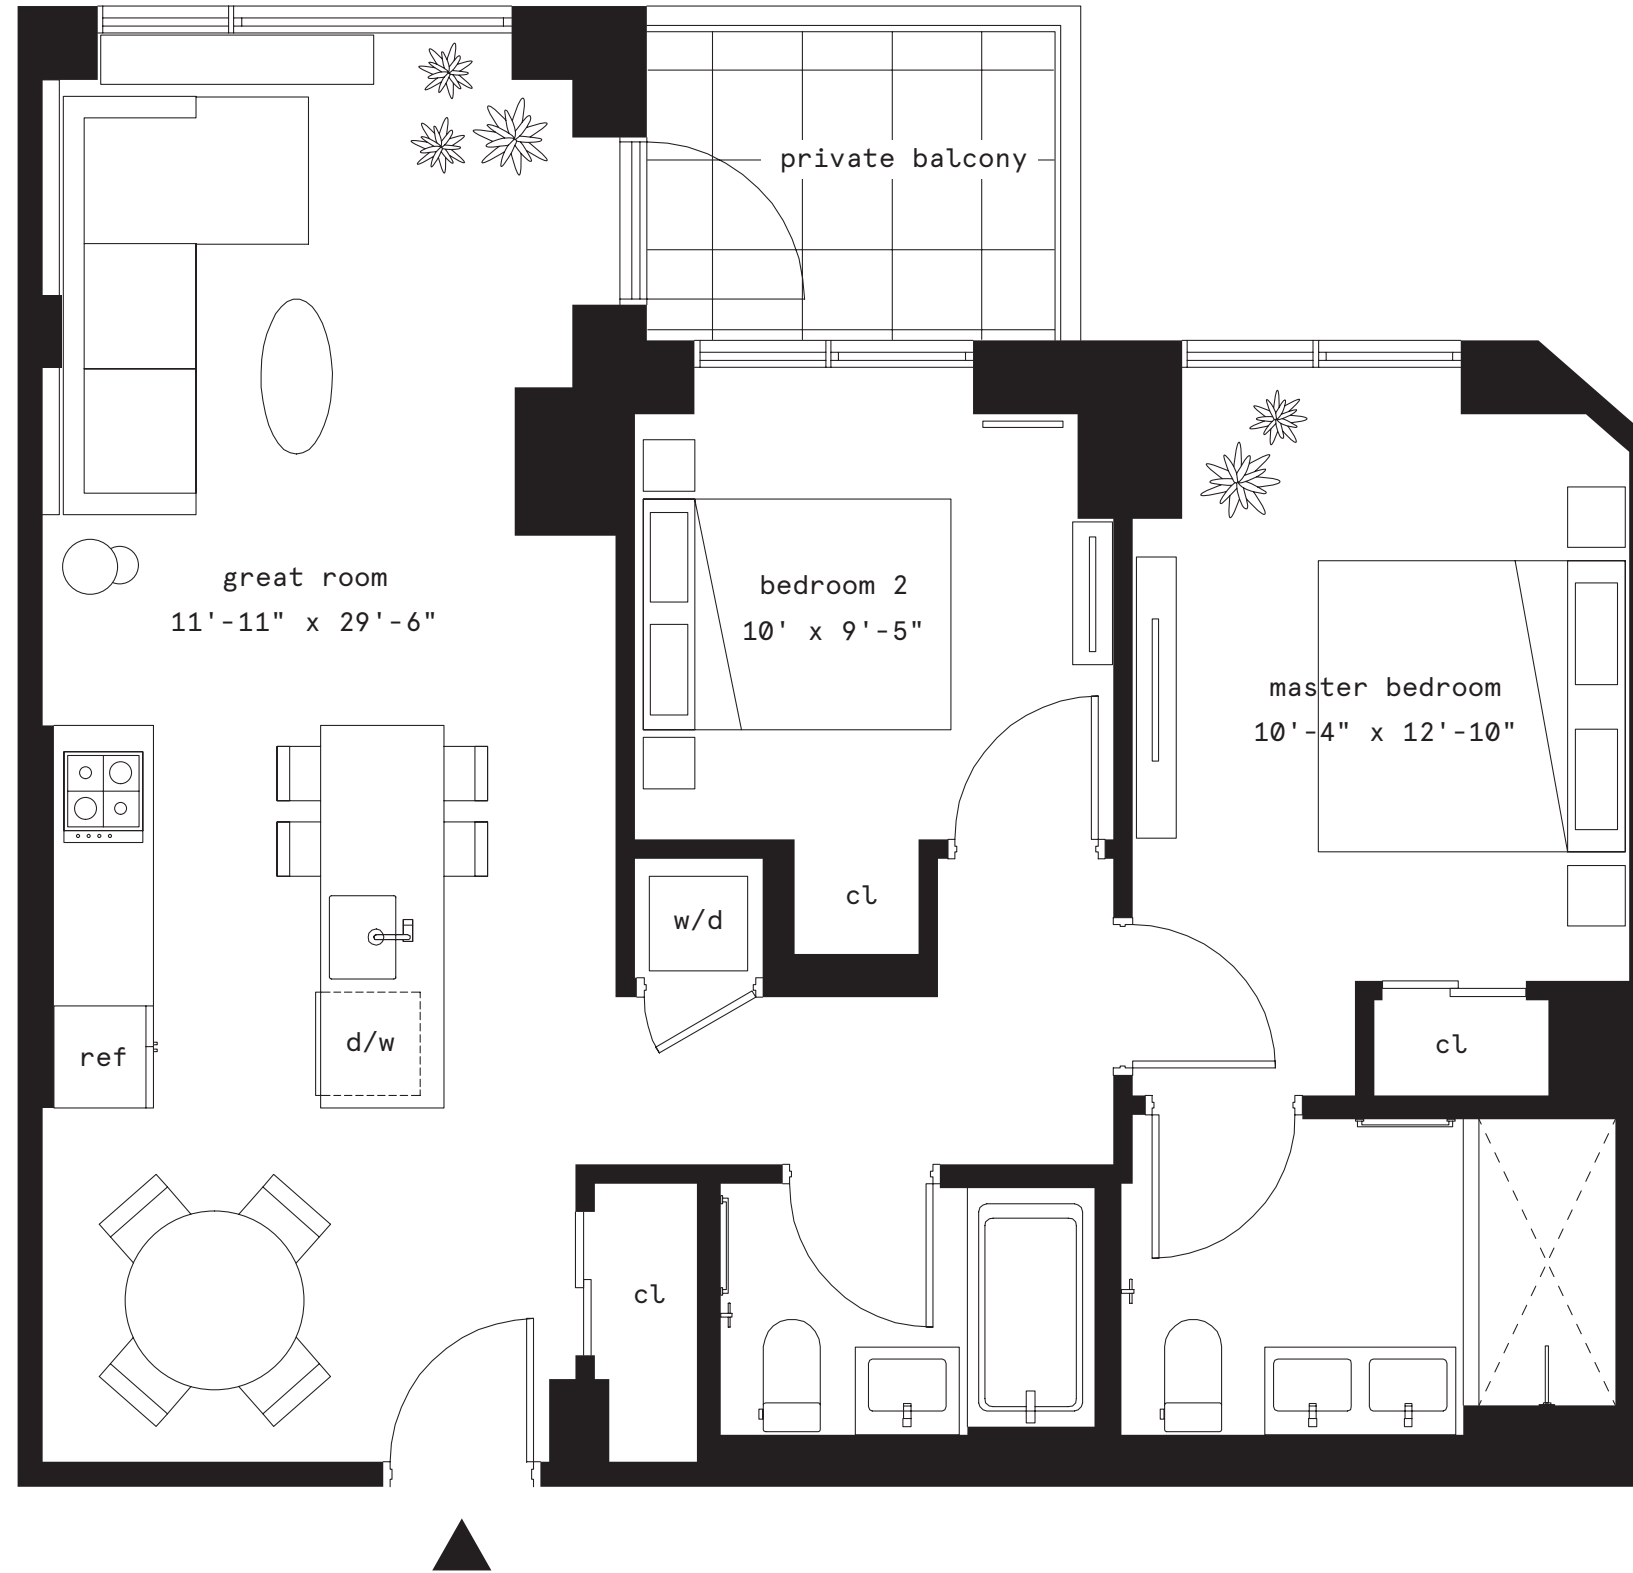 private balcony
great room
11'-11" x 29'-6"
bedroom 2
10' x 9'-5"
master bedroom
10'-4" x 12'-10"
cl
w/d
ref
d/w
cl
cl